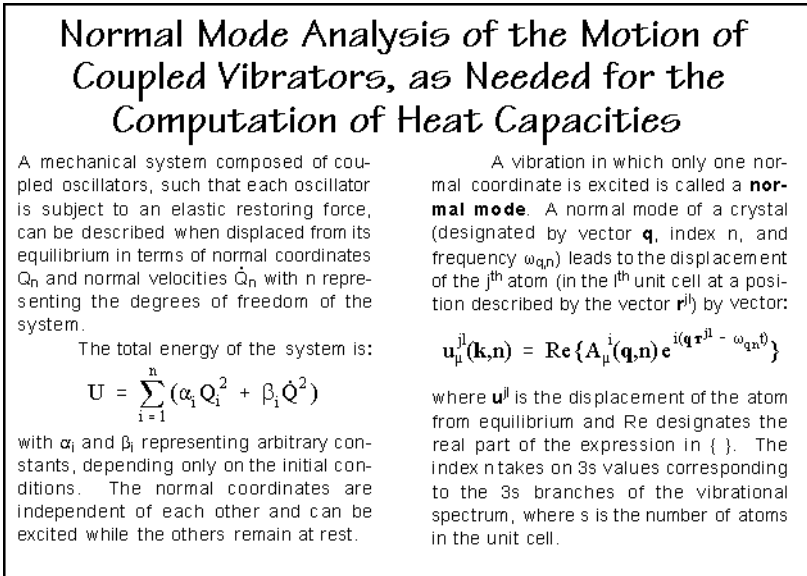 Normal Mode Analysis of the Motion of
Coupled Vibrators, as Needed for the
Computation of Heat Capacities
A mechanical system composed of cou-
pled oscillators, such that each oscillator
is subject to an elastic restoring force,
can be described when displaced from its
equilibrium in terms of normal coordinates
Qₙ and normal velocities Q̇ₙ with n repre-
senting the degrees of freedom of the
system.
The total energy of the system is:
U = ∑ᵢ₌₁ⁿ (αᵢ Qᵢ² + βᵢ Q̇²)
with αᵢ and βᵢ representing arbitrary con-
stants, depending only on the initial con-
ditions. The normal coordinates are
independent of each other and can be
excited while the others remain at rest.
A vibration in which only one nor-
mal coordinate is excited is called a nor-
mal mode. A normal mode of a crystal
(designated by vector q, index n, and
frequency ω_q,n) leads to the displacement
of the jᵗʰ atom (in the lᵗʰ unit cell at a posi-
tion described by the vector rʲˡ) by vector:
u_μ^jl(k,n) = Re{A_μ^i(q,n) e^i(q r^jl - ω_qn t)}
where uʲˡ is the displacement of the atom
from equilibrium and Re designates the
real part of the expression in { }. The
index n takes on 3s values corresponding
to the 3s branches of the vibrational
spectrum, where s is the number of atoms
in the unit cell.